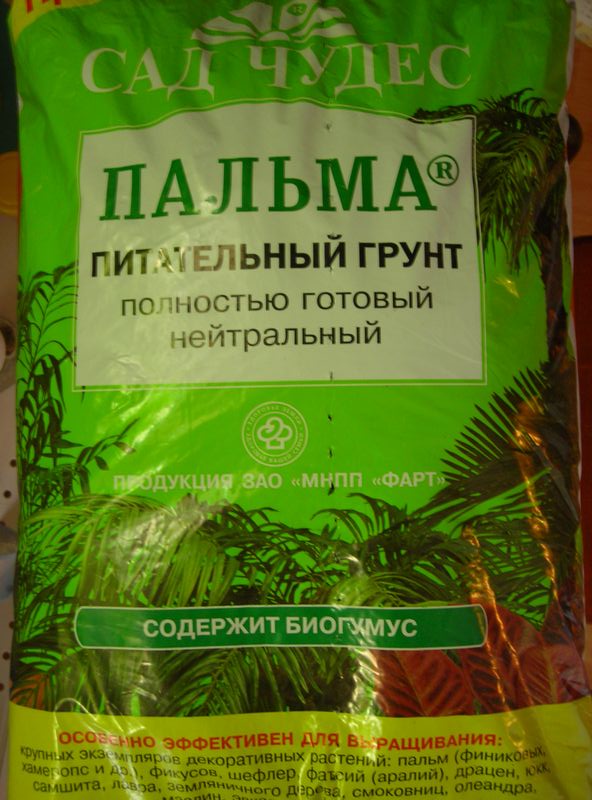 САД ЧУДЕС
ПАЛЬМА®
ПИТАТЕЛЬНЫЙ ГРУНТ
полностью готовый
нейтральный
ПРОДУКЦИЯ ЗАО «МНПП «ФАРТ»
СОДЕРЖИТ БИОГУМУС
ОСОБЕННО ЭФФЕКТИВЕН ДЛЯ ВЫРАЩИВАНИЯ:
крупных экземпляров декоративных растений: пальм (финиковых,
хамеропс и др.), фикусов, шефлер, фатсий (аралий), драцен, юкк,
самшита, лавра, земляничного дерева, смоковниц, олеандра,